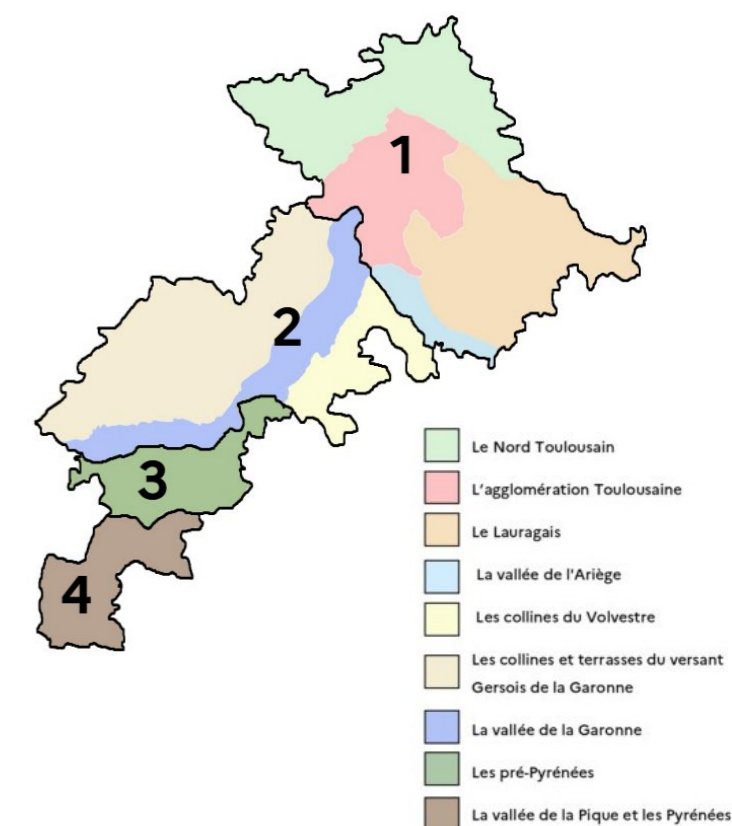 1
2
3
4
Le Nord Toulousain
L'agglomération Toulousaine
Le Lauragais
La vallée de l'Ariège
Les collines du Volvestre
Les collines et terrasses du versant
Gersois de la Garonne
La vallée de la Garonne
Les pré-Pyrénées
La vallée de la Pique et les Pyrénées